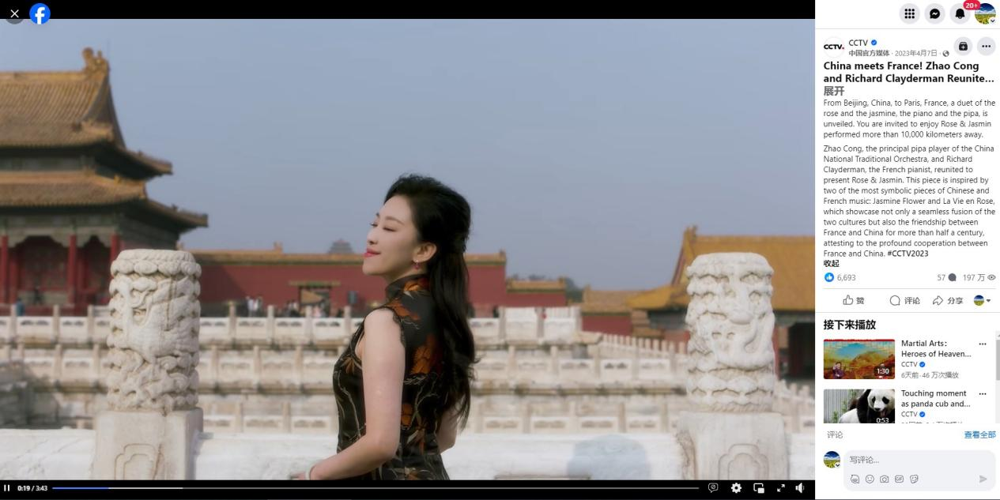 20+
CCTV.
CCTV
中国官方媒体 · 2023年4月7日 ·
China meets France! Zhao Cong
and Richard Clayderman Reunite...
展开
From Beijing, China, to Paris, France, a duet of the
rose and the jasmine, the piano and the pipa, is
unveiled. You are invited to enjoy Rose & Jasmin
performed more than 10,000 kilometers away.
Zhao Cong, the principal pipa player of the China
National Traditional Orchestra, and Richard
Clayderman, the French pianist, reunited to
present Rose & Jasmin. This piece is inspired by
two of the most symbolic pieces of Chinese and
French music: Jasmine Flower and La Vie en Rose,
which showcase not only a seamless fusion of the
two cultures but also the friendship between
France and China for more than half a century,
attesting to the profound cooperation between
France and China. #CCTV2023
收起
6,693
57
197 万
赞
评论
分享
接下来播放
Martial Arts:
Heroes of Heaven...
CCTV
6天前·46 万次播放
1:30
Touching moment
as panda cub and...
CCTV
0:53
评论
查看全部
写评论...
GIF
0:19 / 3:43